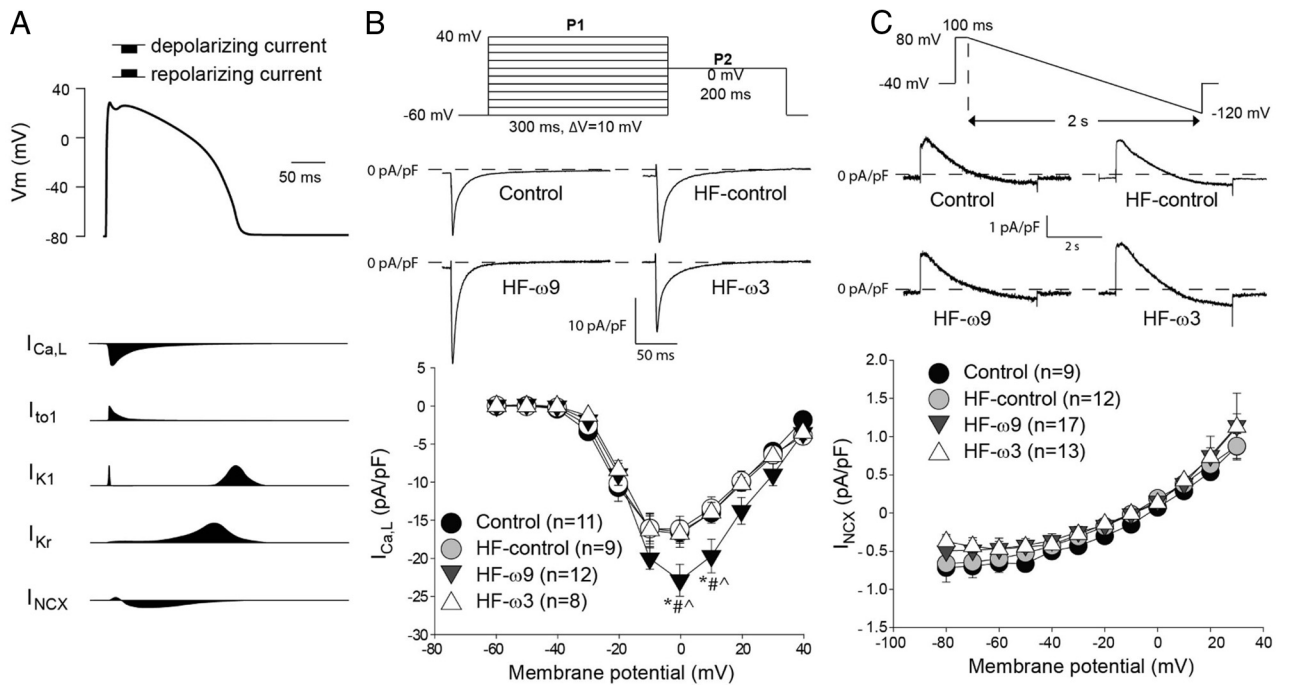 A
depolarizing current
repolarizing current
40
0
-40
-80
Vm (mV)
50 ms
I Ca,L
I to1
I K1
I Kr
I NCX
B
P1
40 mV
P2
0 mV
200 ms
-60 mV
300 ms, ΔV=10 mV
0 pA/pF
Control
HF-control
0 pA/pF
HF-ω9
HF-ω3
10 pA/pF
50 ms
5
0
-5
-10
-15
-20
-25
-30
I Ca,L (pA/pF)
Control (n=11)
HF-control (n=9)
HF-ω9 (n=12)
HF-ω3 (n=8)
*#^
*#^
-80 -60 -40 -20 0 20 40
Membrane potential (mV)
C
100 ms
80 mV
-40 mV
-120 mV
2 s
0 pA/pF
Control
HF-control
1 pA/pF
2 s
0 pA/pF
HF-ω9
HF-ω3
2.0
1.5
1.0
0.5
0
-0.5
-1.0
-1.5
I NCX (pA/pF)
Control (n=9)
HF-control (n=12)
HF-ω9 (n=17)
HF-ω3 (n=13)
-100 -80 -60 -40 -20 0 20 40
Membrane potential (mV)